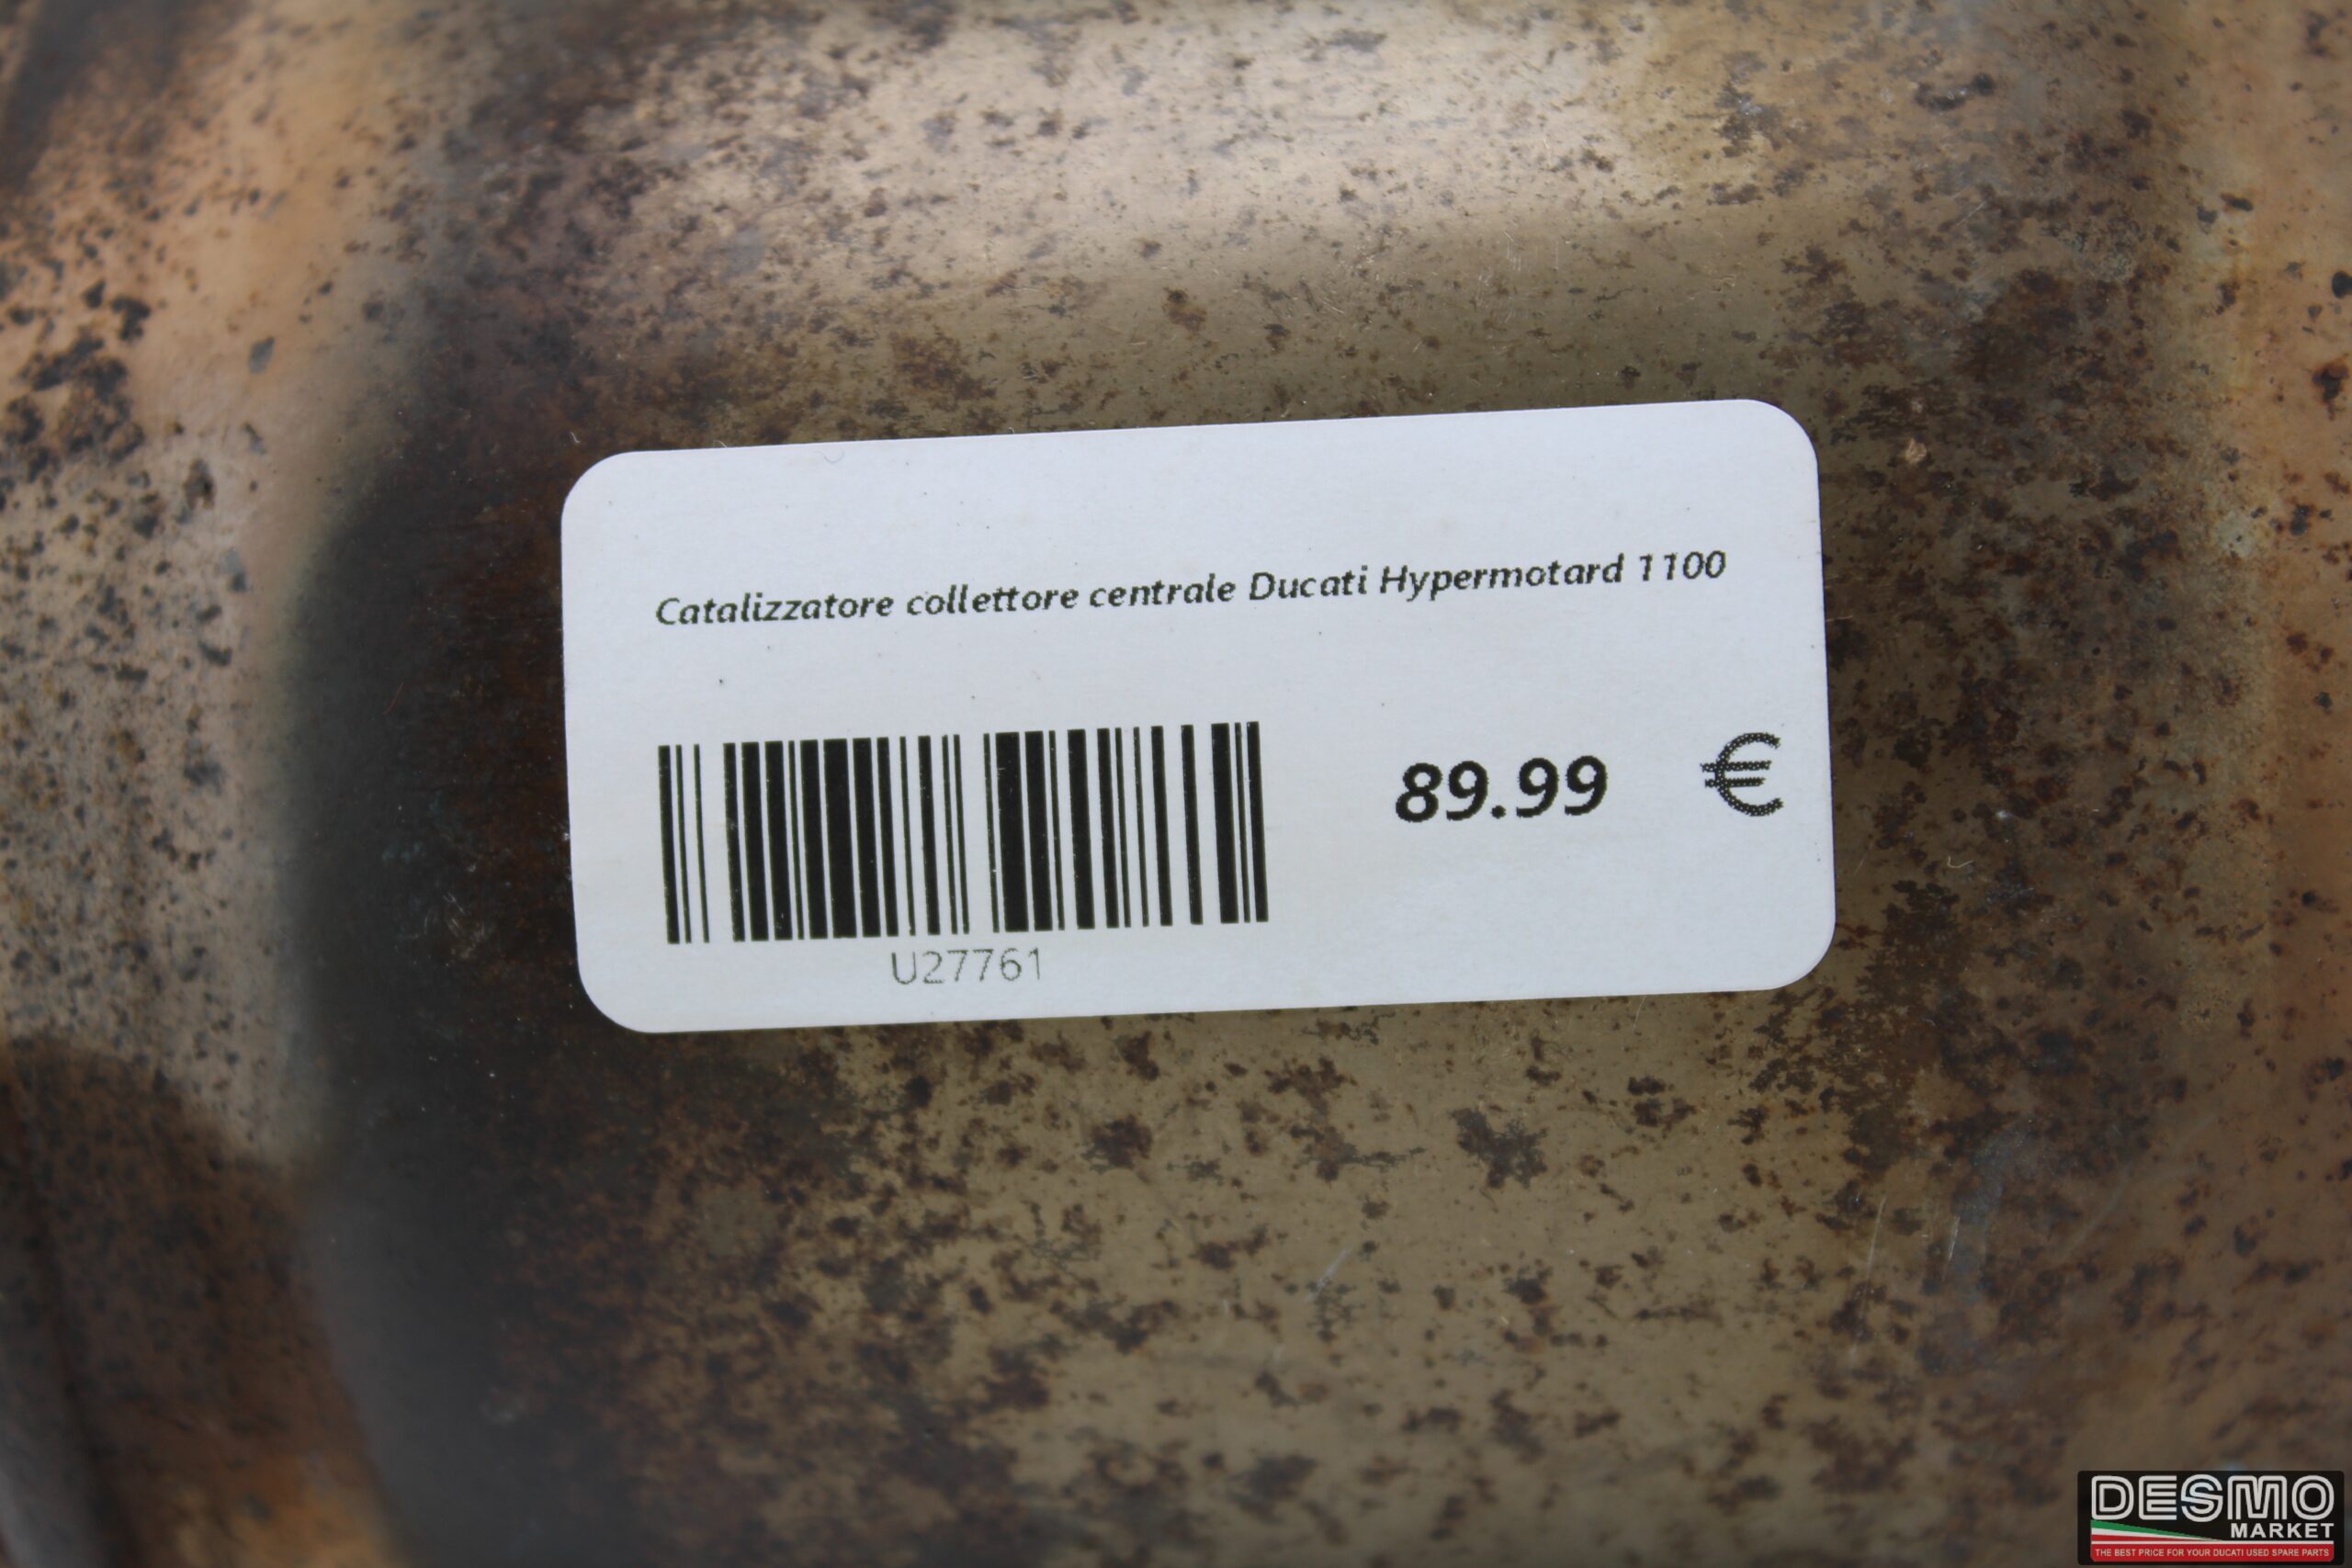 Catalizzatore collettore centrale Ducati Hypermotard 1100
89.99 €
U27761
DESMO
MARKET
THE BEST PRICE FOR YOUR DUCATI USED SPARE PARTS